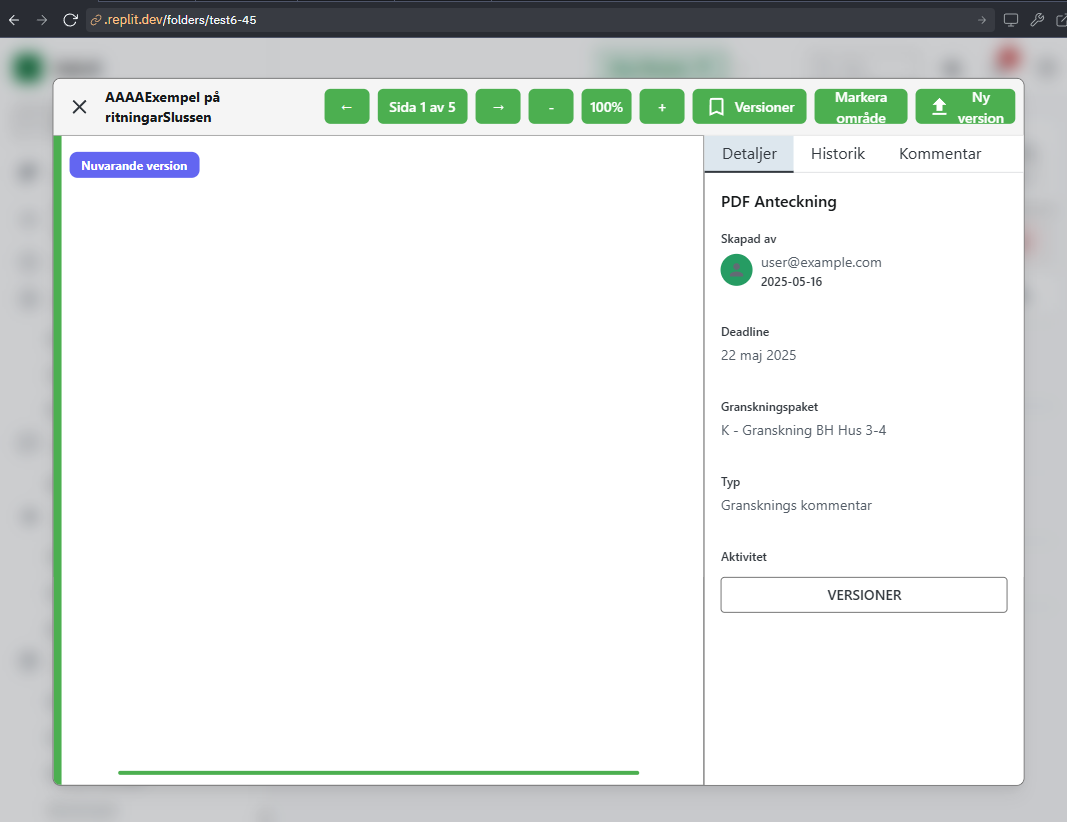 .replit.dev/folders/test6-45
AAAAExempel på
ritningarSlussen
←
Sida 1 av 5
→
-
100%
+
Versioner
Markera
område
Ny
version
Nuvarande version
Detaljer
Historik
Kommentar
PDF Anteckning
Skapad av
user@example.com
2025-05-16
Deadline
22 maj 2025
Granskningspaket
K - Granskning BH Hus 3-4
Typ
Gransknings kommentar
Aktivitet
VERSIONER